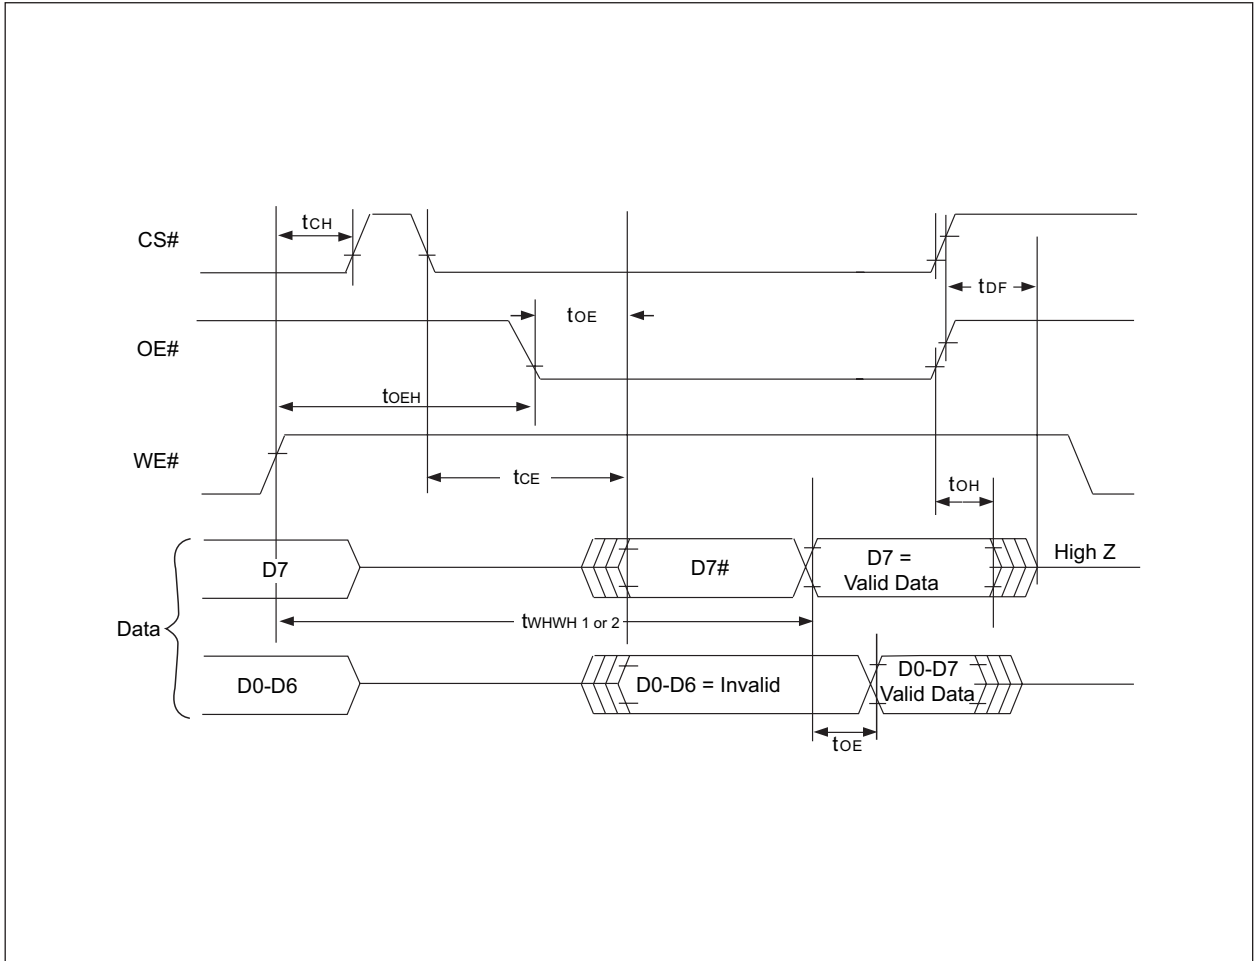 tCH
CS#
tDF
tOE
OE#
tOEH
WE#
tCE
tOH
High Z
D7
D7#
D7 =
Valid Data
Data
tWHWH 1 or 2
D0-D6
D0-D6 = Invalid
D0-D7
Valid Data
tOE